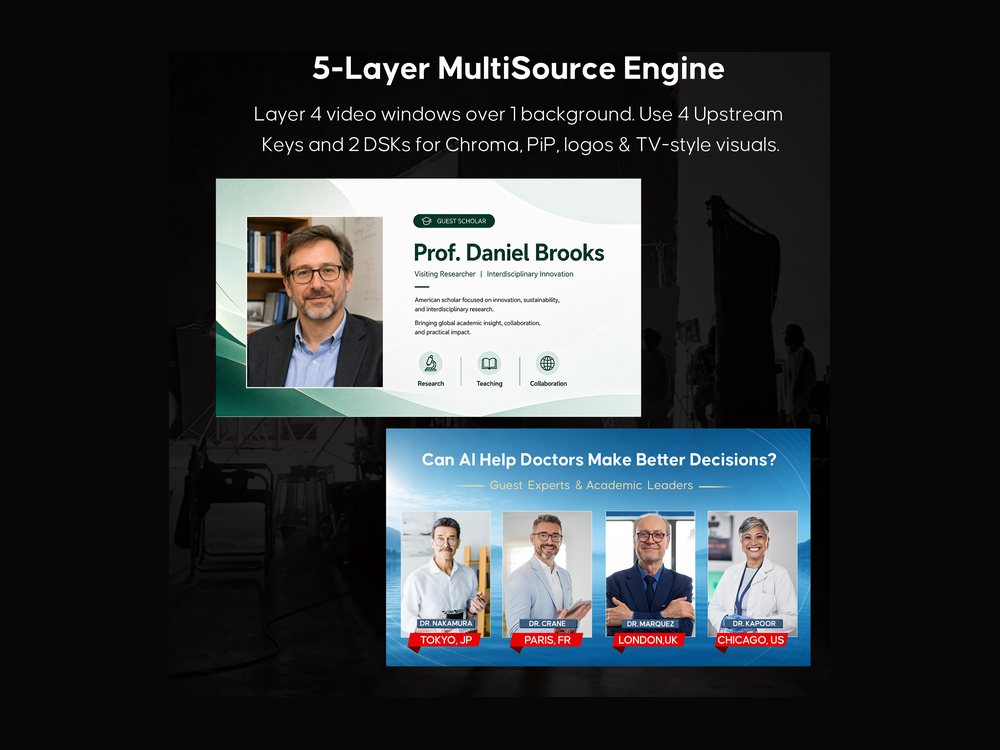 5-Layer MultiSource Engine
Layer 4 video windows over 1 background. Use 4 Upstream
Keys and 2 DSKs for Chroma, PiP, logos & TV-style visuals.
GUEST SCHOLAR
Prof. Daniel Brooks
Visiting Researcher | Interdisciplinary Innovation
American scholar focused on innovation, sustainability,
and interdisciplinary research.
Bringing global academic insight, collaboration,
and practical impact.
Research Teaching Collaboration
Can AI Help Doctors Make Better Decisions?
Guest Experts & Academic Leaders
DR. NAKAMURA DR. CRANE DR. MARQUEZ DR. KAPOOR
TOKYO, JP PARIS, FR LONDON,UK CHICAGO, US